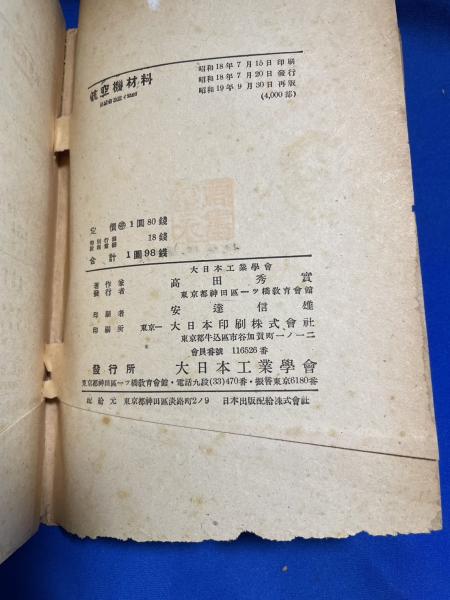 航空機材料
昭和18年7月15日印刷
昭和18年7月20日發行
昭和19年9月30日再版
(4,000部)
定價㊞1圓80錢
18錢
合計1圓98錢
大日本工業學會
著作兼
發行者
高田秀實
東京都神田區一ツ橋教育會館
印刷者 安達信雄
印刷所 東京一 大日本印刷株式會社
東京都牛込區市谷加賀町一ノ一二
會員番號 116526番
發行所 大日本工業學會
東京都神田區一ツ橋教育會館・電話九段(33)470番・振替東京6180番
配給元 東京都神田區淡路町2ノ9 日本出版配給株式會社